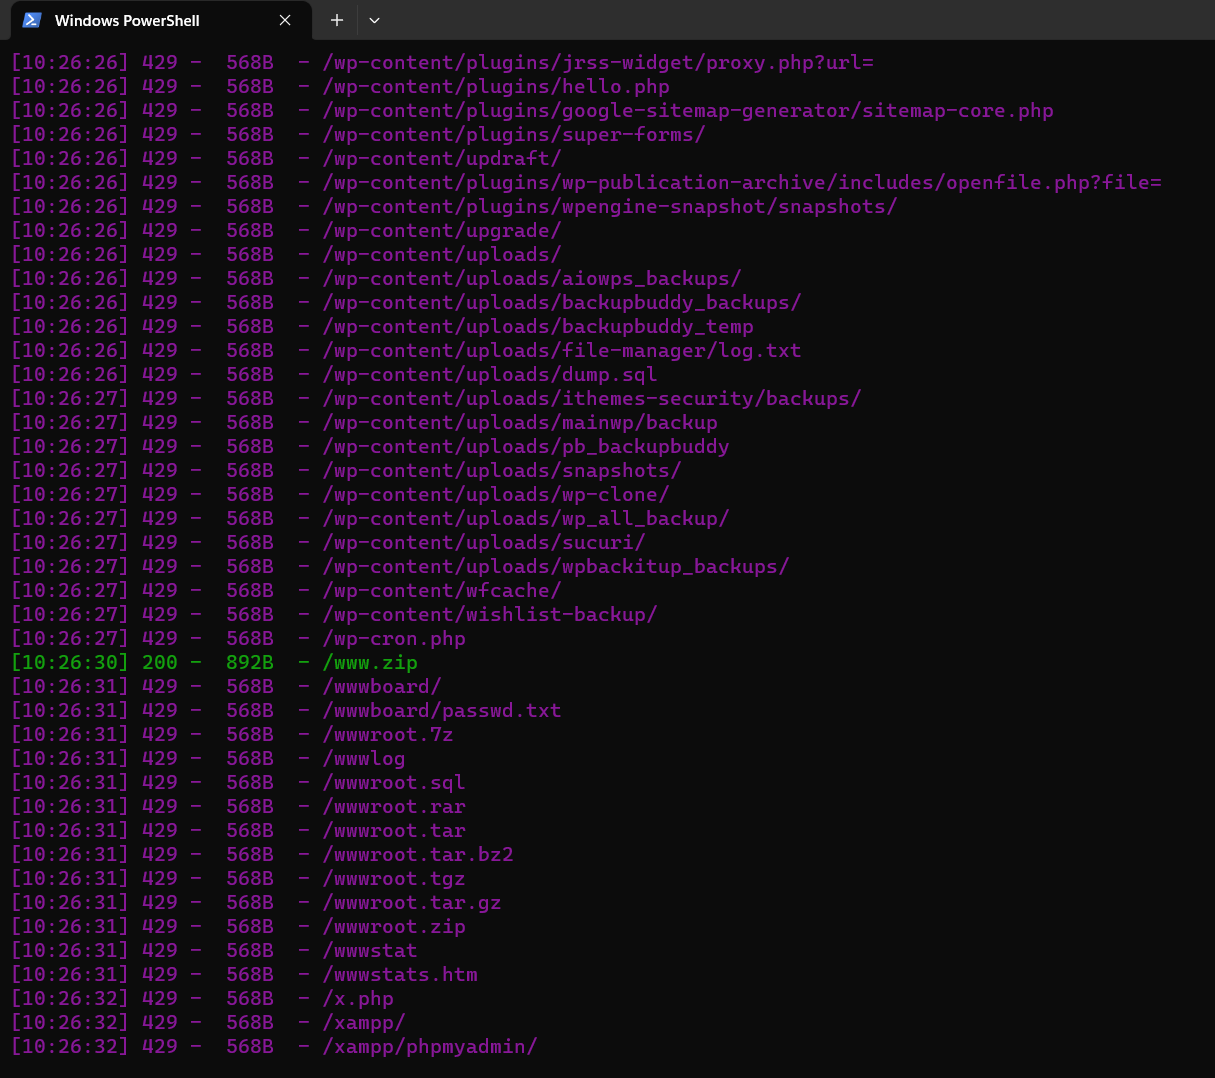 Windows PowerShell
[10:26:26] 429 -  568B  - /wp-content/plugins/jrss-widget/proxy.php?url=
[10:26:26] 429 -  568B  - /wp-content/plugins/hello.php
[10:26:26] 429 -  568B  - /wp-content/plugins/google-sitemap-generator/sitemap-core.php
[10:26:26] 429 -  568B  - /wp-content/plugins/super-forms/
[10:26:26] 429 -  568B  - /wp-content/updraft/
[10:26:26] 429 -  568B  - /wp-content/plugins/wp-publication-archive/includes/openfile.php?file=
[10:26:26] 429 -  568B  - /wp-content/plugins/wpengine-snapshot/snapshots/
[10:26:26] 429 -  568B  - /wp-content/upgrade/
[10:26:26] 429 -  568B  - /wp-content/uploads/
[10:26:26] 429 -  568B  - /wp-content/uploads/aiowps_backups/
[10:26:26] 429 -  568B  - /wp-content/uploads/backupbuddy_backups/
[10:26:26] 429 -  568B  - /wp-content/uploads/backupbuddy_temp
[10:26:26] 429 -  568B  - /wp-content/uploads/file-manager/log.txt
[10:26:26] 429 -  568B  - /wp-content/uploads/dump.sql
[10:26:27] 429 -  568B  - /wp-content/uploads/ithemes-security/backups/
[10:26:27] 429 -  568B  - /wp-content/uploads/mainwp/backup
[10:26:27] 429 -  568B  - /wp-content/uploads/pb_backupbuddy
[10:26:27] 429 -  568B  - /wp-content/uploads/snapshots/
[10:26:27] 429 -  568B  - /wp-content/uploads/wp-clone/
[10:26:27] 429 -  568B  - /wp-content/uploads/wp_all_backup/
[10:26:27] 429 -  568B  - /wp-content/uploads/sucuri/
[10:26:27] 429 -  568B  - /wp-content/uploads/wpbackitup_backups/
[10:26:27] 429 -  568B  - /wp-content/wfcache/
[10:26:27] 429 -  568B  - /wp-content/wishlist-backup/
[10:26:27] 429 -  568B  - /wp-cron.php
[10:26:30] 200 -  892B  - /www.zip
[10:26:31] 429 -  568B  - /wwwboard/
[10:26:31] 429 -  568B  - /wwwboard/passwd.txt
[10:26:31] 429 -  568B  - /wwwroot.7z
[10:26:31] 429 -  568B  - /wwwlog
[10:26:31] 429 -  568B  - /wwwroot.sql
[10:26:31] 429 -  568B  - /wwwroot.rar
[10:26:31] 429 -  568B  - /wwwroot.tar
[10:26:31] 429 -  568B  - /wwwroot.tar.bz2
[10:26:31] 429 -  568B  - /wwwroot.tgz
[10:26:31] 429 -  568B  - /wwwroot.tar.gz
[10:26:31] 429 -  568B  - /wwwroot.zip
[10:26:31] 429 -  568B  - /wwwstat
[10:26:31] 429 -  568B  - /wwwstats.htm
[10:26:32] 429 -  568B  - /x.php
[10:26:32] 429 -  568B  - /xampp/
[10:26:32] 429 -  568B  - /xampp/phpmyadmin/